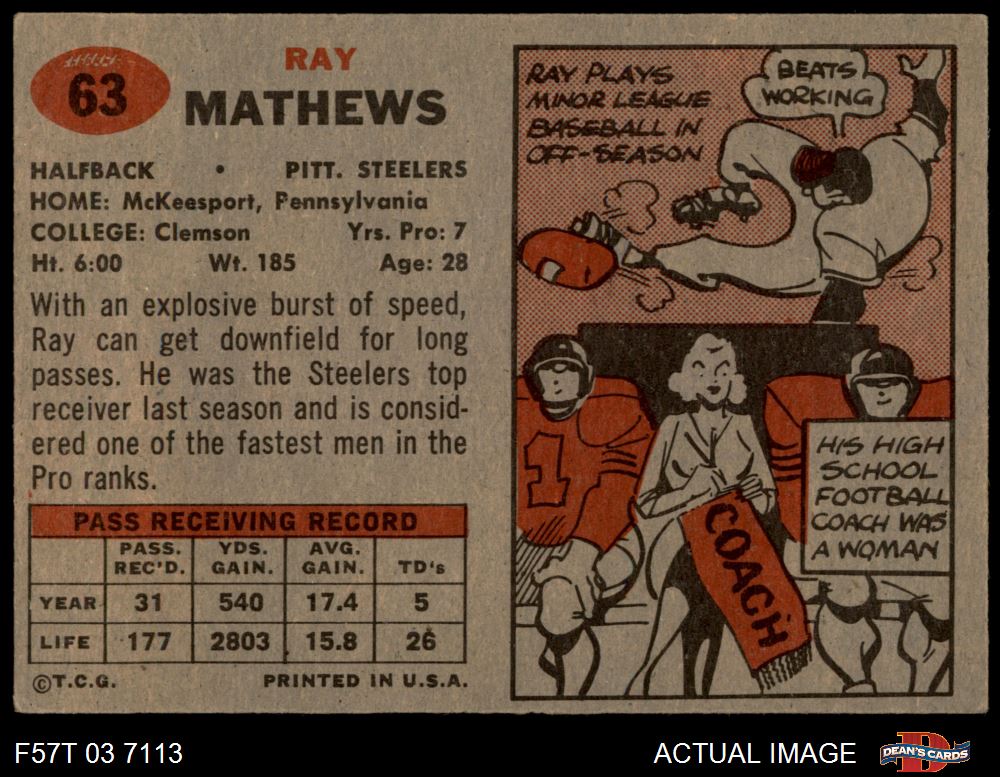 63
RAY
MATHEWS
HALFBACK • PITT. STEELERS
HOME: McKeesport, Pennsylvania
COLLEGE: Clemson Yrs. Pro: 7
Ht. 6:00 Wt. 185 Age: 28
With an explosive burst of speed,
Ray can get downfield for long
passes. He was the Steelers top
receiver last season and is consid-
ered one of the fastest men in the
Pro ranks.
PASS RECEIVING RECORD
PASS. REC'D. YDS. GAIN. AVG. GAIN. TD's
YEAR 31 540 17.4 5
LIFE 177 2803 15.8 26
©T.C.G. PRINTED IN U.S.A.
RAY PLAYS
MINOR LEAGUE
BASEBALL IN
OFF-SEASON
BEATS
WORKING
1
COACH
HIS HIGH
SCHOOL
FOOTBALL
COACH WAS
A WOMAN
F57T 03 7113 ACTUAL IMAGE
DEAN'S CARDS